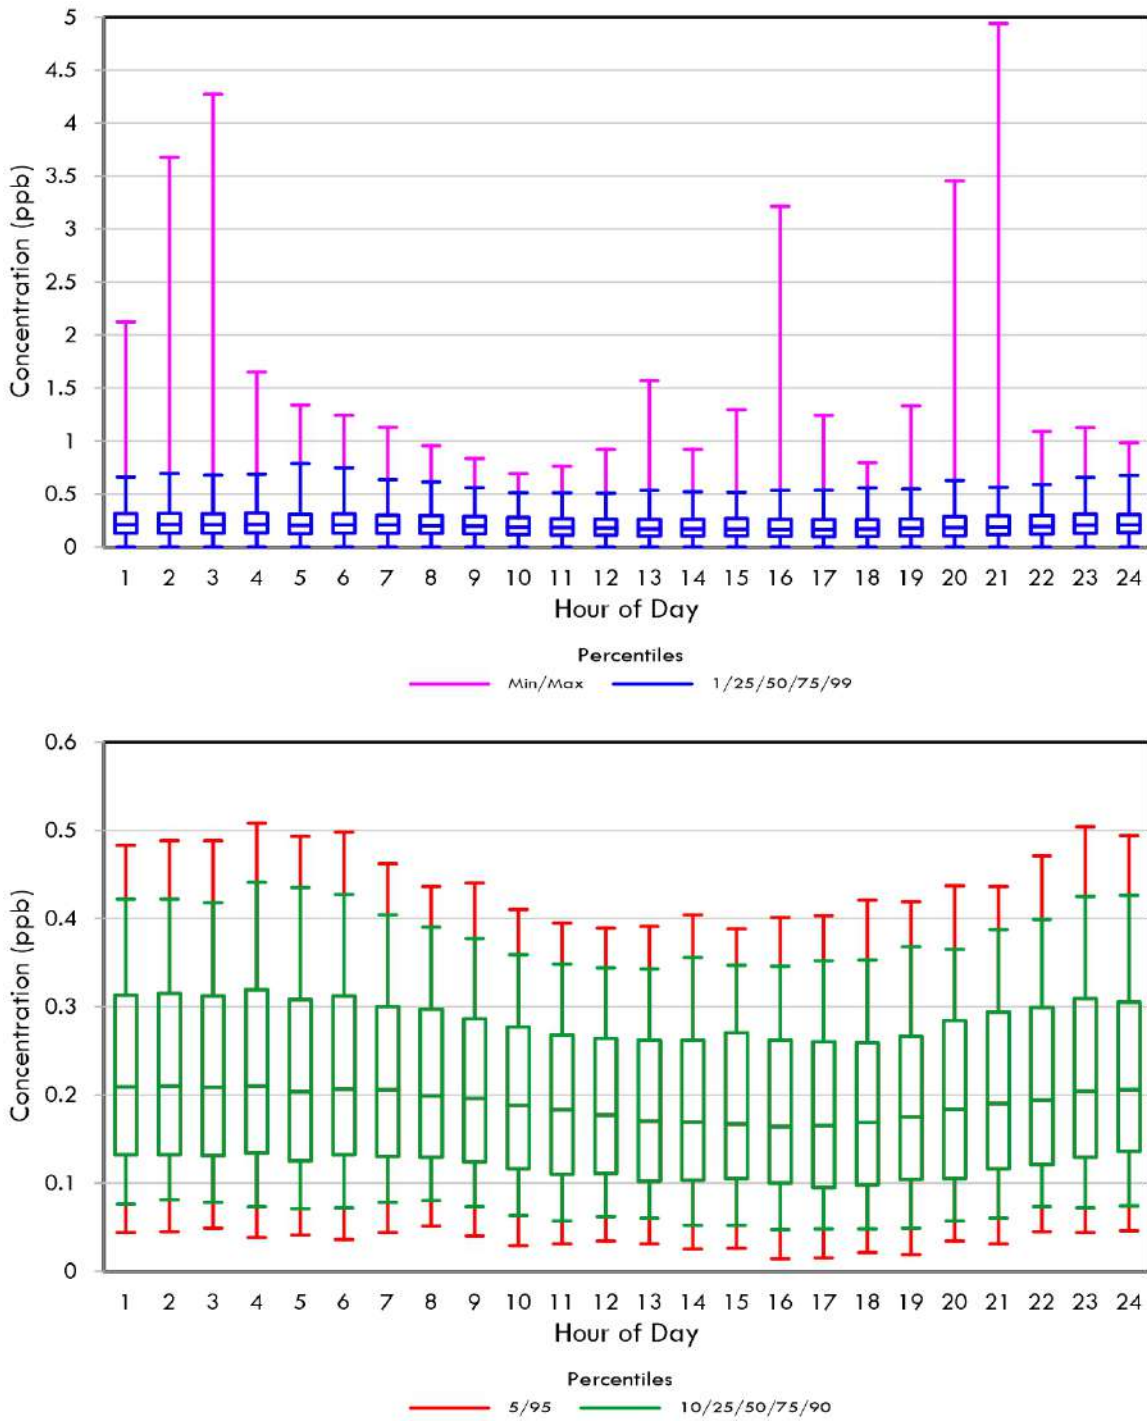 5
4.5
4
3.5
3
2.5
2
1.5
1
0.5
0
Concentration (ppb)
1 2 3 4 5 6 7 8 9 10 11 12 13 14 15 16 17 18 19 20 21 22 23 24
Hour of Day
Percentiles
Min/Max 1/25/50/75/99
0.6
0.5
0.4
0.3
0.2
0.1
0
Concentration (ppb)
1 2 3 4 5 6 7 8 9 10 11 12 13 14 15 16 17 18 19 20 21 22 23 24
Hour of Day
Percentiles
5/95 10/25/50/75/90